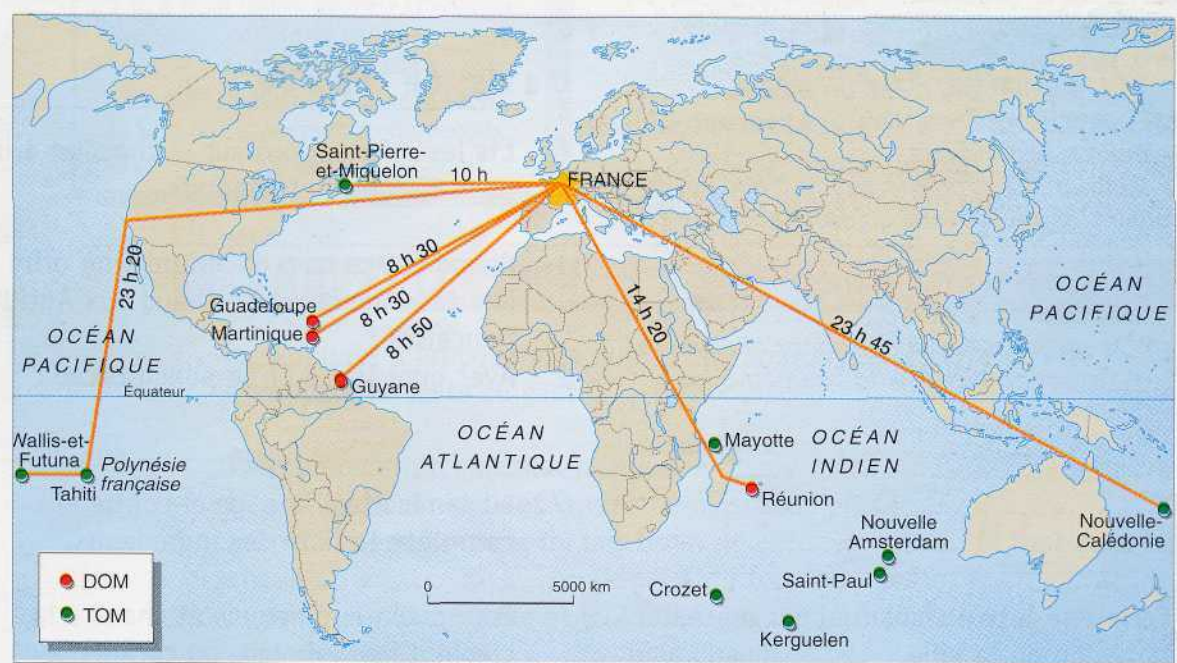 Saint-Pierre-
et-Miquelon
10 h
FRANCE
23 h 20
8 h 30
Guadeloupe
8 h 30
Martinique
8 h 50
Guyane
14 h 20
23 h 45
OCÉAN
PACIFIQUE
OCÉAN
PACIFIQUE
Équateur
Wallis-et-
Futuna
Tahiti
Polynésie
française
OCÉAN
ATLANTIQUE
Mayotte
OCÉAN
INDIEN
Réunion
Nouvelle
Amsterdam
Saint-Paul
Nouvelle-
Calédonie
Crozet
Kerguelen
DOM
TOM
0 5000 km